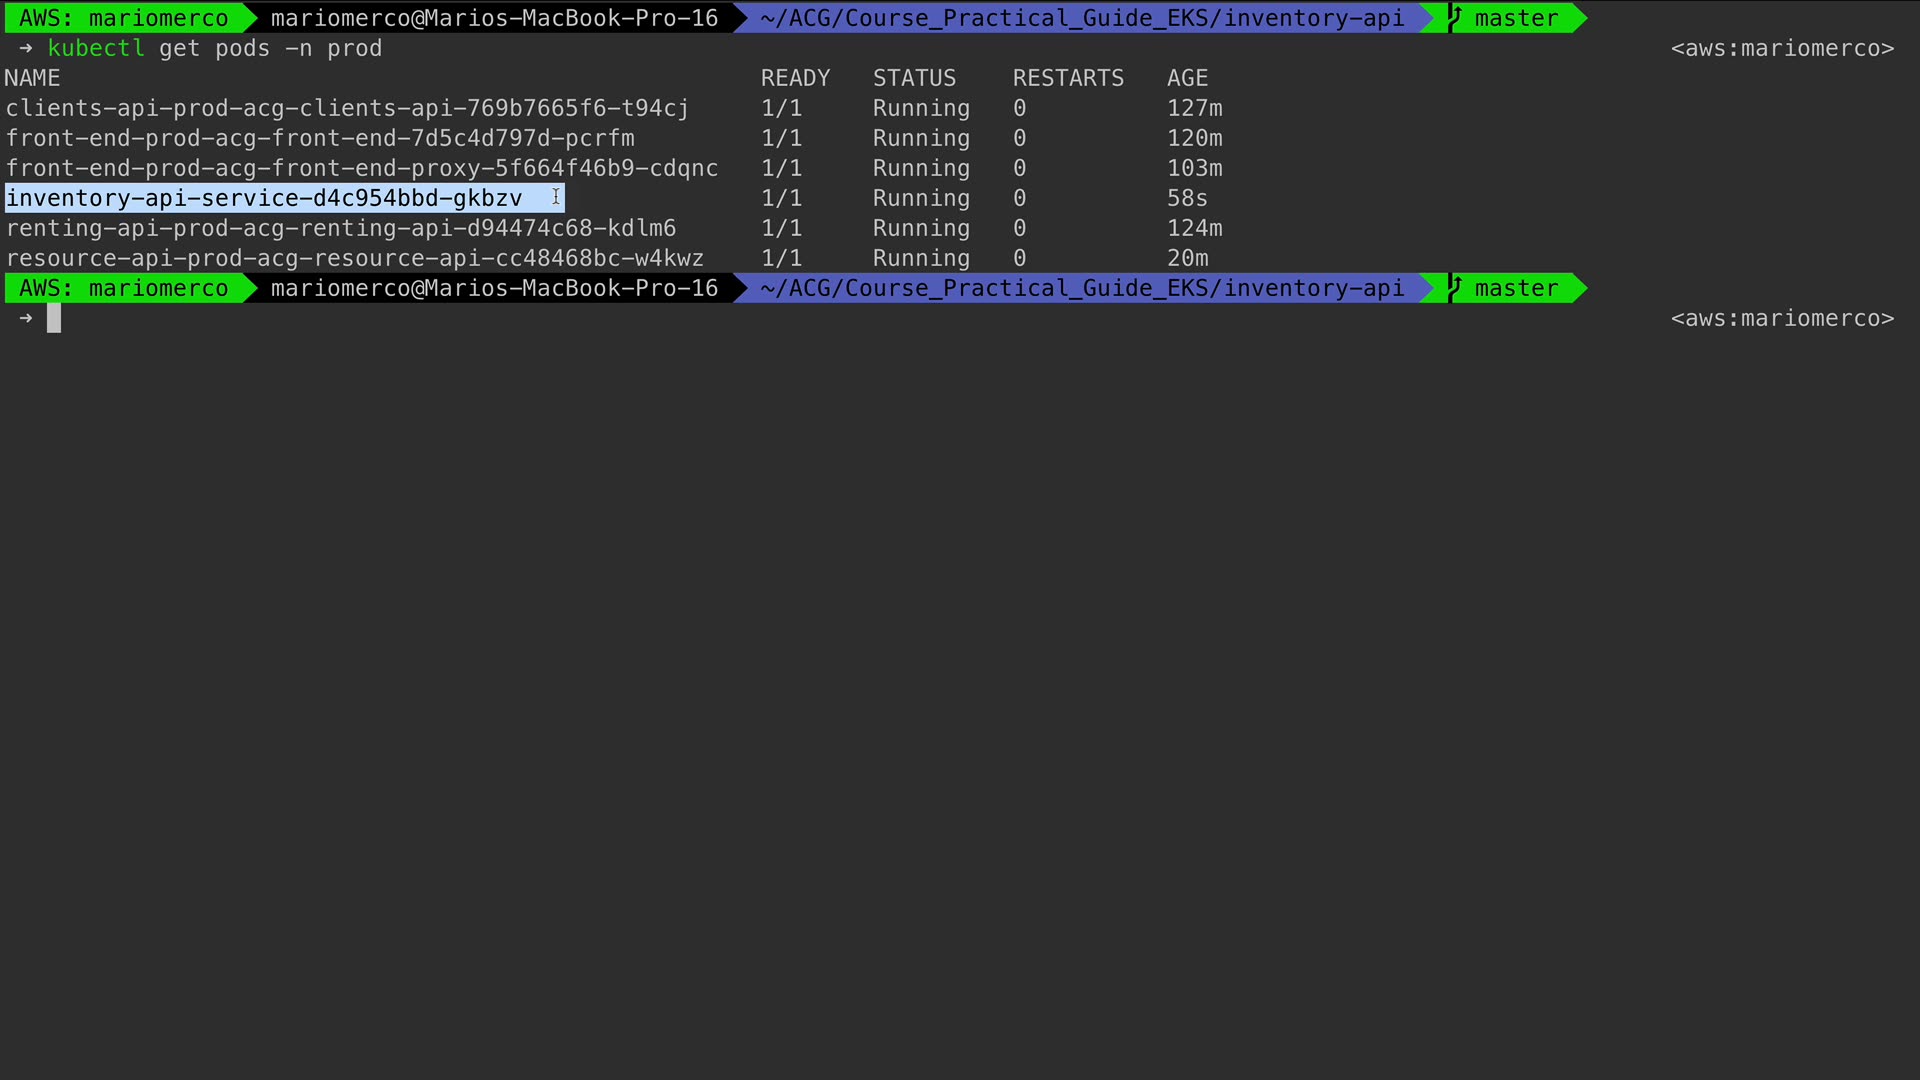 AWS: mariomerco mariomerco@Marios-MacBook-Pro-16 ~/ACG/Course_Practical_Guide_EKS/inventory-api master
→ kubectl get pods -n prod <aws:mariomerco>
NAME READY STATUS RESTARTS AGE
clients-api-prod-acg-clients-api-769b7665f6-t94cj 1/1 Running 0 127m
front-end-prod-acg-front-end-7d5c4d797d-pcrfm 1/1 Running 0 120m
front-end-prod-acg-front-end-proxy-5f664f46b9-cdqnc 1/1 Running 0 103m
inventory-api-service-d4c954bbd-gkbzv 1/1 Running 0 58s
renting-api-prod-acg-renting-api-d94474c68-kdlm6 1/1 Running 0 124m
resource-api-prod-acg-resource-api-cc48468bc-w4kwz 1/1 Running 0 20m
AWS: mariomerco mariomerco@Marios-MacBook-Pro-16 ~/ACG/Course_Practical_Guide_EKS/inventory-api master
→ <aws:mariomerco>